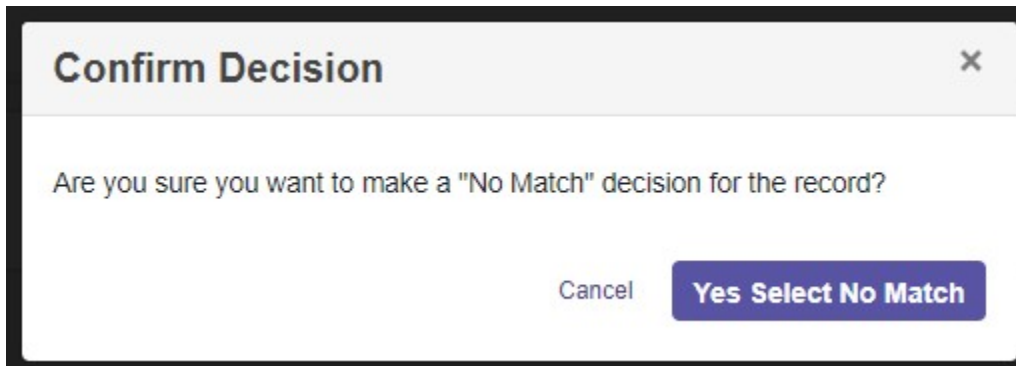 Confirm Decision ×
Are you sure you want to make a "No Match" decision for the record?
Cancel Yes Select No Match